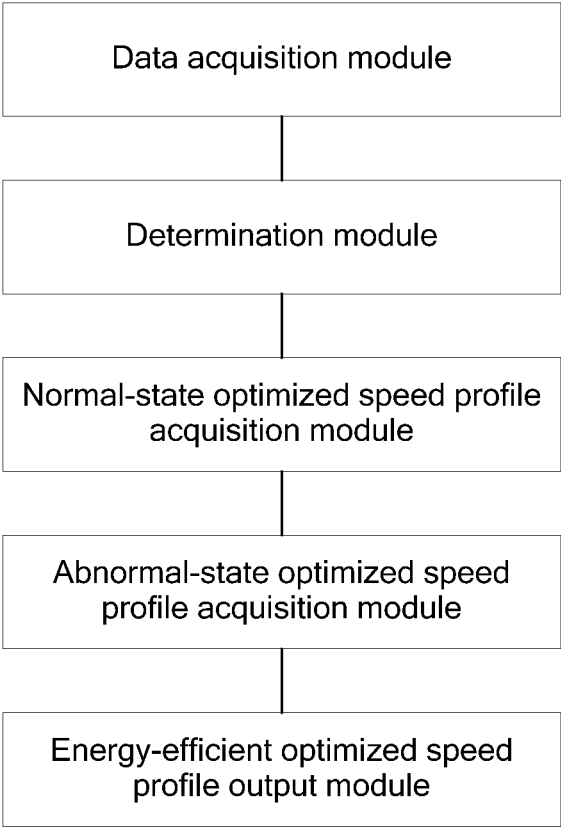 Data acquisition module
Determination module
Normal-state optimized speed profile
acquisition module
Abnormal-state optimized speed
profile acquisition module
Energy-efficient optimized speed
profile output module